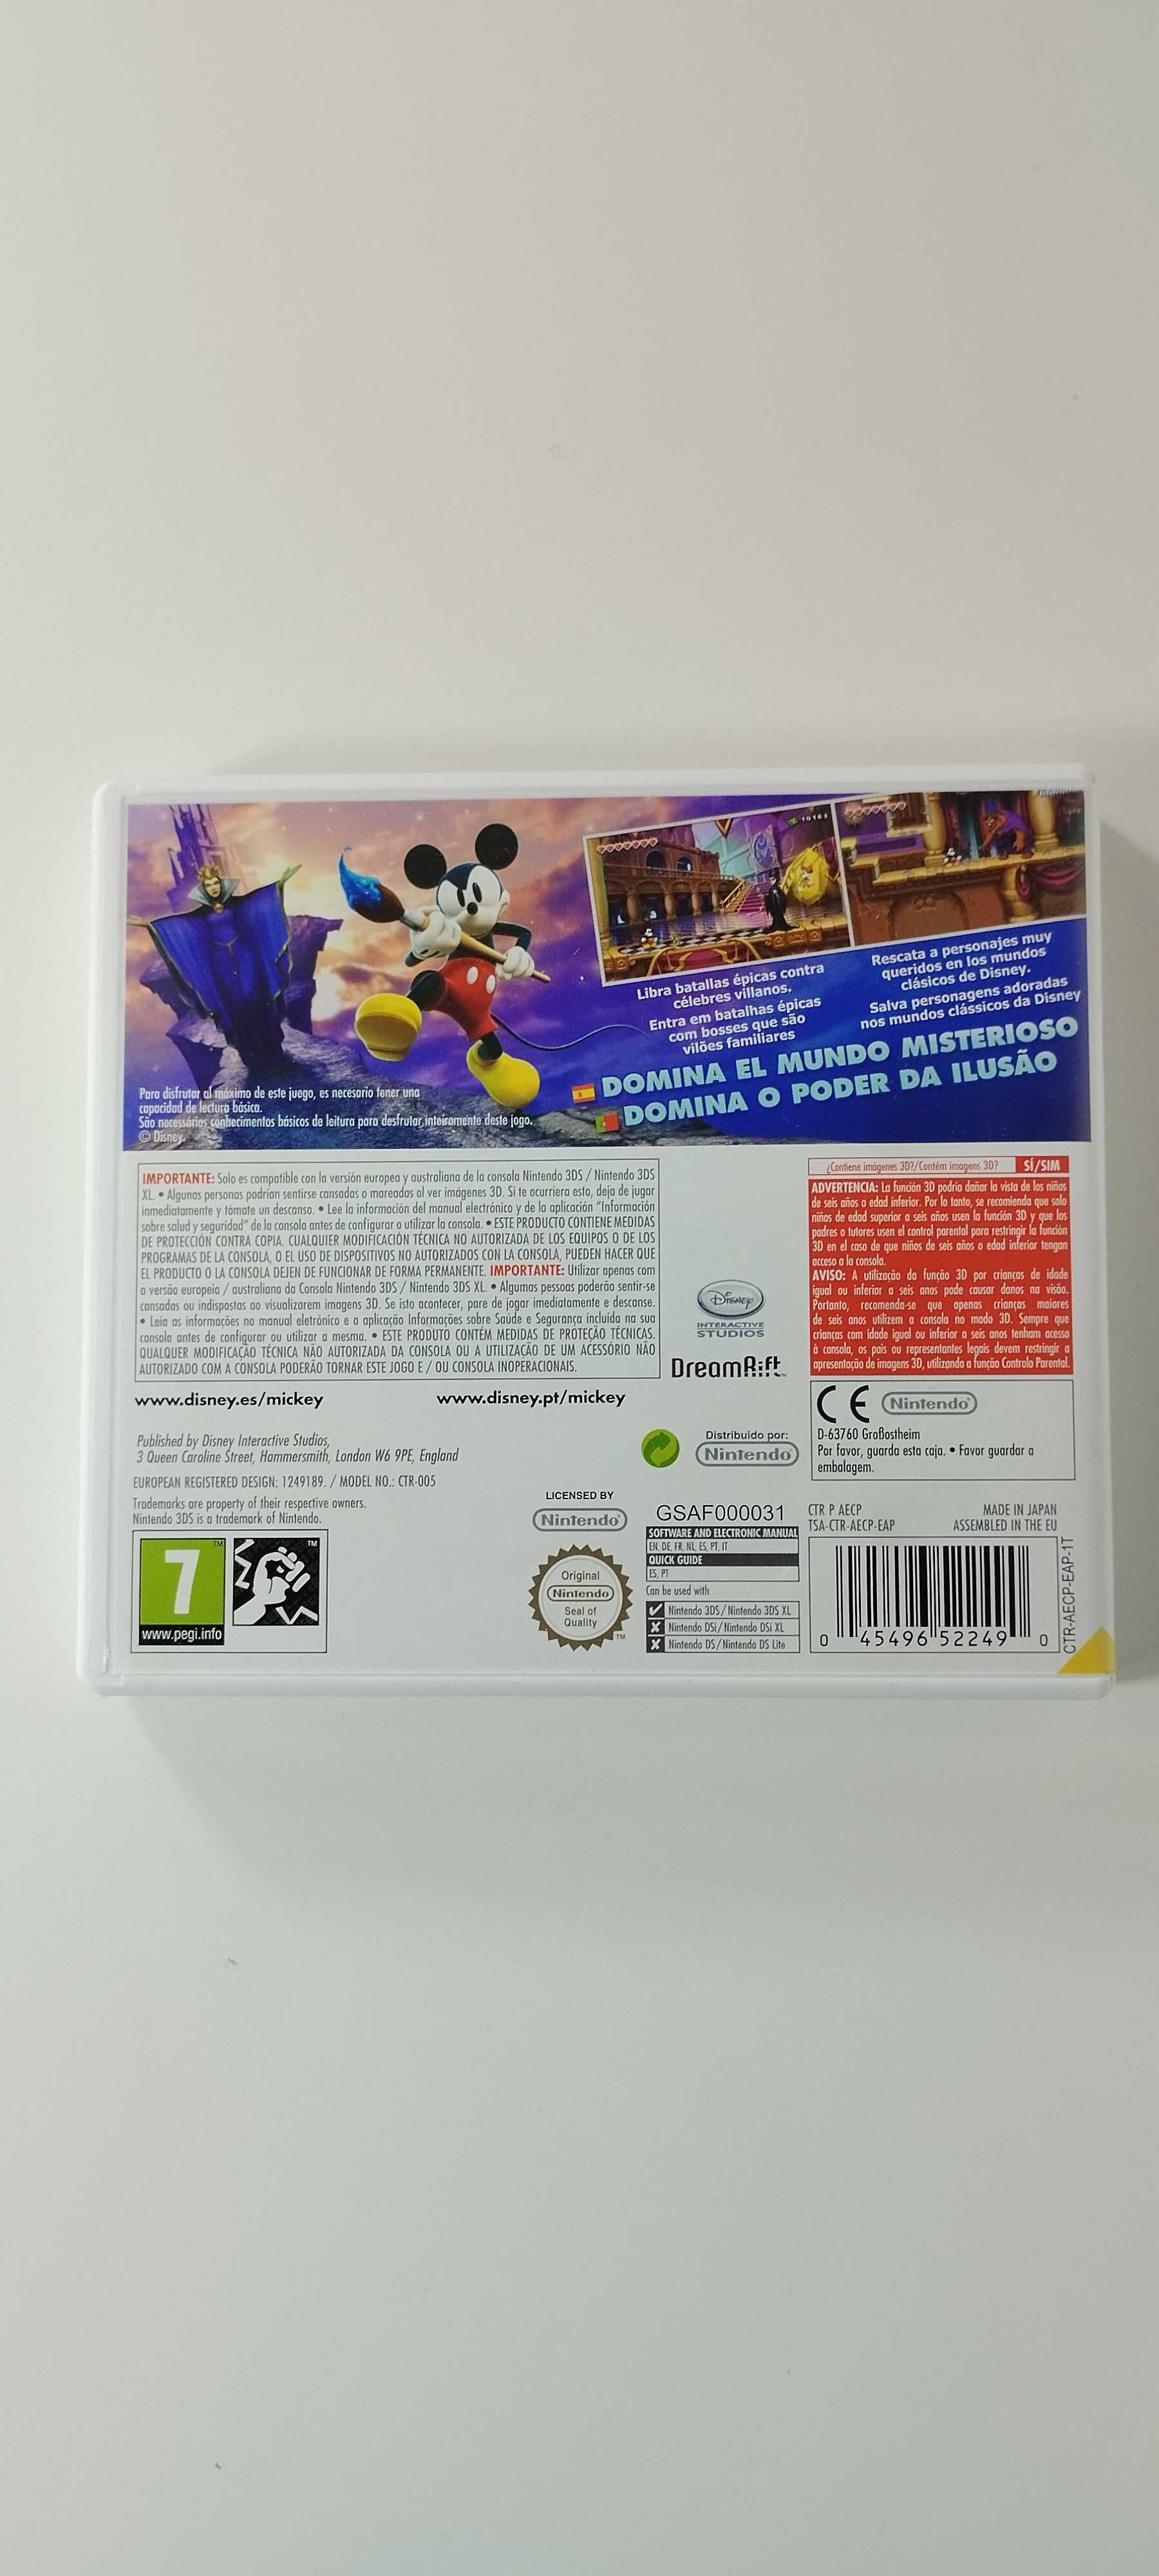 10168
Libra batallas épicas contra
célebres villanos.
Entra em batalhas épicas
com bosses que são
vilões familiares
Rescata a personajes muy
queridos en los mundos
clásicos de Disney.
Salva personagens adoradas
nos mundos clássicos da Disney
DOMINA EL MUNDO MISTERIOSO
DOMINA O PODER DA ILUSÃO
Para disfrutar al máximo de este juego, es necesario tener una
capacidad de lectura básica.
São necessários conhecimentos básicos de leitura para desfrutar inteiramente deste jogo.
© Disney.
IMPORTANTE: Solo es compatible con la versión europea y australiana de la consola Nintendo 3DS / Nintendo 3DS
XL. • Algunas personas podrían sentirse cansadas o mareadas al ver imágenes 3D. Si te ocurriera esto, deja de jugar
inmediatamente y tómate un descanso. • Lee la información del manual electrónico y de la aplicación "Información
sobre salud y seguridad" de la consola antes de configurar o utilizar la consola. • ESTE PRODUCTO CONTIENE MEDIDAS
DE PROTECCIÓN CONTRA COPIA. CUALQUIER MODIFICACIÓN TÉCNICA NO AUTORIZADA DE LOS EQUIPOS O DE LOS
PROGRAMAS DE LA CONSOLA, O EL USO DE DISPOSITIVOS NO AUTORIZADOS CON LA CONSOLA, PUEDEN HACER QUE
EL PRODUCTO O LA CONSOLA DEJEN DE FUNCIONAR DE FORMA PERMANENTE. IMPORTANTE: Utilizar apenas com
a versão europeia / australiana da Consola Nintendo 3DS / Nintendo 3DS XL. • Algumas pessoas poderão sentir-se
cansadas ou indispostas ao visualizarem imagens 3D. Se isto acontecer, pare de jogar imediatamente e descanse.
• Leia as informações no manual eletrónico e a aplicação Informações sobre Saúde e Segurança incluída na sua
consola antes de configurar ou utilizar a mesma. • ESTE PRODUTO CONTÉM MEDIDAS DE PROTEÇÃO TÉCNICAS.
QUALQUER MODIFICAÇÃO TÉCNICA NÃO AUTORIZADA DA CONSOLA OU A UTILIZAÇÃO DE UM ACESSÓRIO NÃO
AUTORIZADO COM A CONSOLA PODERÃO TORNAR ESTE JOGO E / OU CONSOLA INOPERACIONAIS.
¿Contiene imágenes 3D?/Contém imagens 3D? SÍ/SIM
ADVERTENCIA: La función 3D podría dañar la vista de los niños
de seis años o edad inferior. Por lo tanto, se recomienda que solo
niños de edad superior a seis años usen la función 3D y que los
padres o tutores usen el control parental para restringir la función
3D en el caso de que niños de seis años o edad inferior tengan
acceso a la consola.
AVISO: A utilização da função 3D por crianças de idade
igual ou inferior a seis anos pode causar danos na visão.
Portanto, recomenda-se que apenas crianças maiores
de seis anos utilizem a consola no modo 3D. Sempre que
crianças com idade igual ou inferior a seis anos tenham acesso
à consola, os pais ou representantes legais devem restringir a
apresentação de imagens 3D, utilizando a função Controlo Parental.
Disney
INTERACTIVE
STUDIOS
DreamRift
www.disney.es/mickey www.disney.pt/mickey
CE Nintendo
D-63760 Großostheim
Por favor, guarda esta caja. • Favor guardar a
embalagem.
Published by Disney Interactive Studios,
3 Queen Caroline Street, Hammersmith, London W6 9PE, England
Distribuido por:
Nintendo
EUROPEAN REGISTERED DESIGN: 1249189. / MODEL NO.: CTR-005
Trademarks are property of their respective owners.
Nintendo 3DS is a trademark of Nintendo.
7
www.pegi.info
LICENSED BY
Nintendo
Original
Nintendo
Seal of
Quality
GSAF000031
SOFTWARE AND ELECTRONIC MANUAL
EN, DE, FR, NL, ES, PT, IT
QUICK GUIDE
ES, PT
Can be used with
Nintendo 3DS / Nintendo 3DS XL
Nintendo DSi / Nintendo DSi XL
Nintendo DS / Nintendo DS Lite
CTR P AECP MADE IN JAPAN
TSA-CTR-AECP-EAP ASSEMBLED IN THE EU
0 45496 52249 0
CTR-AECP-EAP-1T